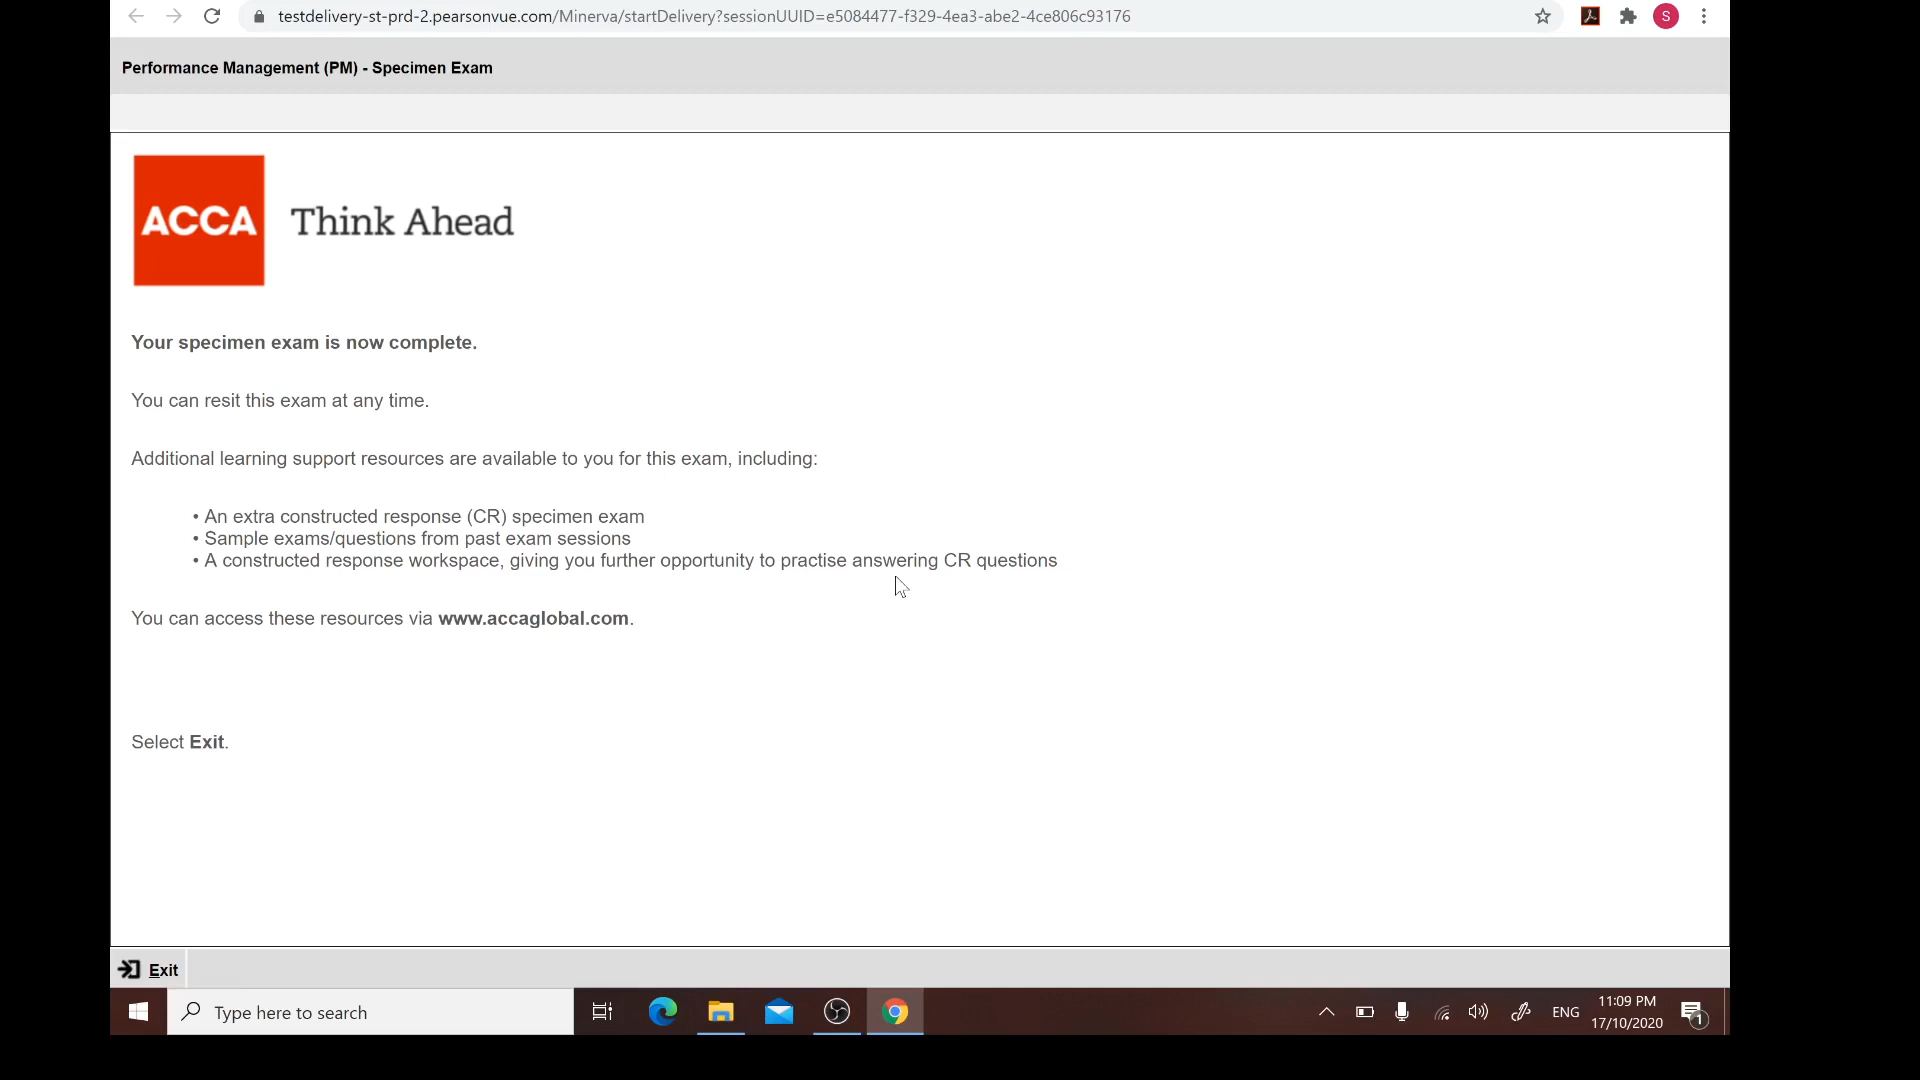 testdelivery-st-prd-2.pearsonvue.com/Minerva/startDelivery?sessionUUID=e5084477-f329-4ea3-abe2-4ce806c93176
S
Performance Management (PM) - Specimen Exam
ACCA Think Ahead
Your specimen exam is now complete.
You can resit this exam at any time.
Additional learning support resources are available to you for this exam, including:
• An extra constructed response (CR) specimen exam
• Sample exams/questions from past exam sessions
• A constructed response workspace, giving you further opportunity to practise answering CR questions
You can access these resources via www.accaglobal.com.
Select Exit.
Exit
Type here to search
ENG
11:09 PM
17/10/2020
1